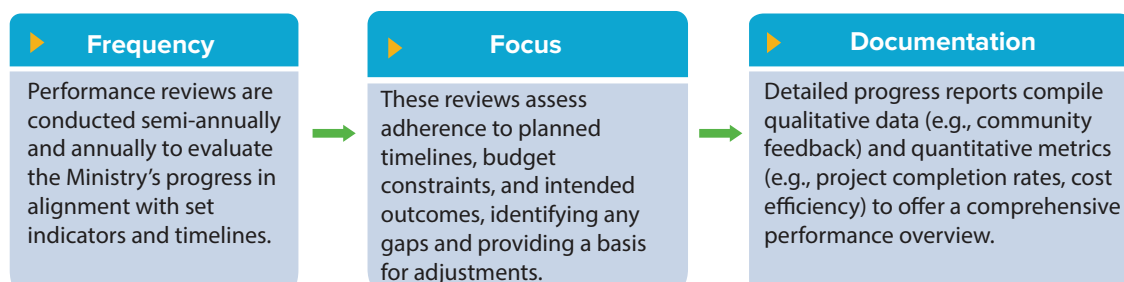 Frequency
Performance reviews are
conducted semi-annually
and annually to evaluate
the Ministry's progress in
alignment with set
indicators and timelines.
Focus
These reviews assess
adherence to planned
timelines, budget
constraints, and intended
outcomes, identifying any
gaps and providing a basis
for adjustments.
Documentation
Detailed progress reports compile
qualitative data (e.g., community
feedback) and quantitative metrics
(e.g., project completion rates, cost
efficiency) to offer a comprehensive
performance overview.